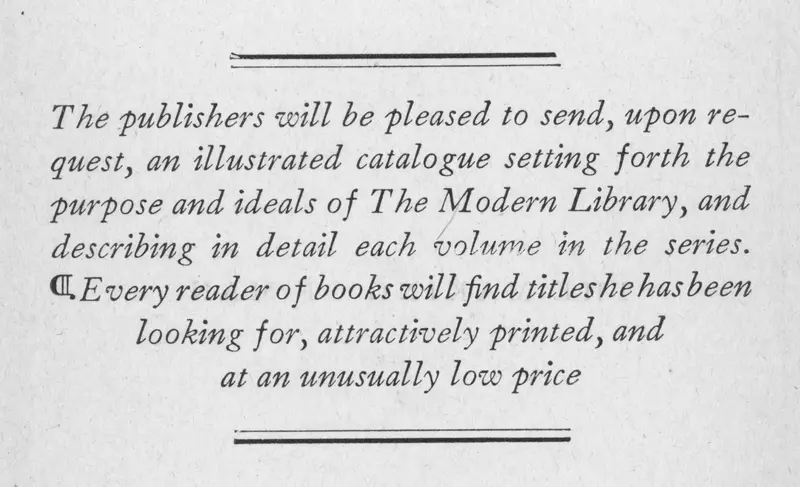 The publishers will be pleased to send, upon re-
quest, an illustrated catalogue setting forth the
purpose and ideals of The Modern Library, and
describing in detail each volume in the series.
¶ Every reader of books will find titles he has been
looking for, attractively printed, and
at an unusually low price